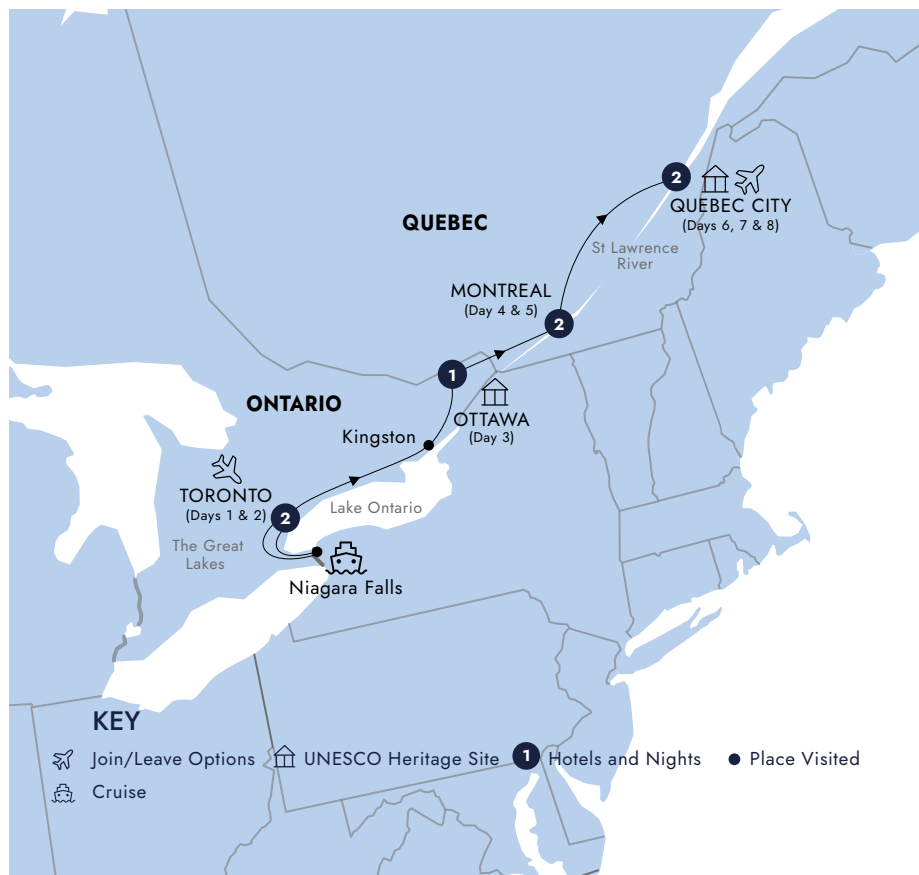 2
QUEBEC CITY
(Days 6, 7 & 8)
QUEBEC
St Lawrence
River
MONTREAL
(Day 4 & 5)
2
1
ONTARIO
OTTAWA
(Day 3)
Kingston
TORONTO
(Days 1 & 2)
2
Lake Ontario
The Great
Lakes
Niagara Falls
KEY
Join/Leave Options
UNESCO Heritage Site
1
Hotels and Nights
Place Visited
Cruise